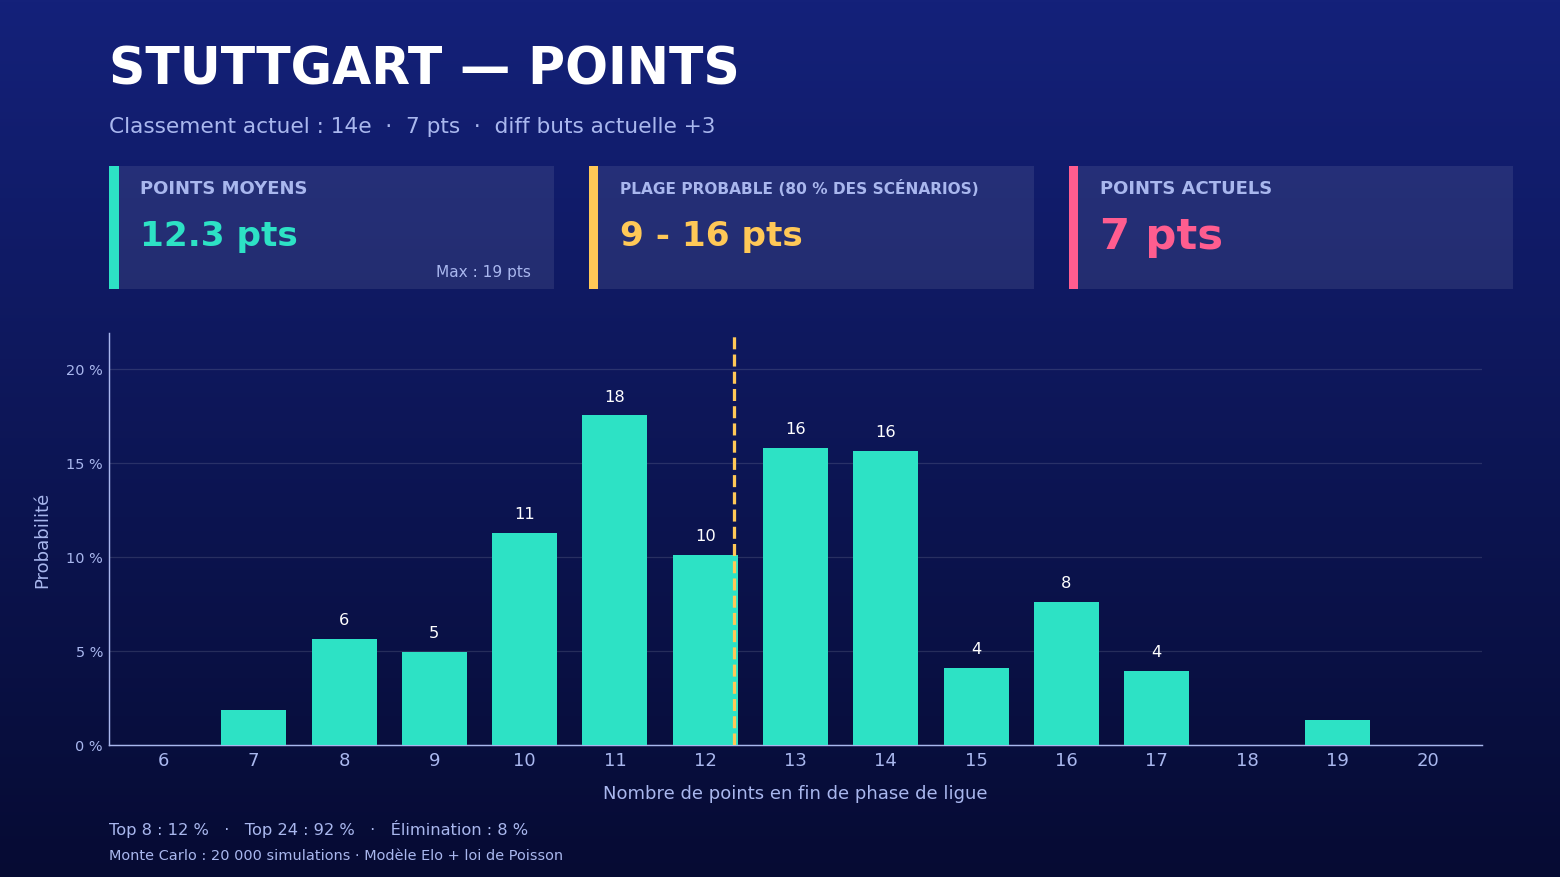 STUTTGART — POINTS
Classement actuel : 14e · 7 pts · diff buts actuelle +3
POINTS MOYENS
12.3 pts
Max : 19 pts
PLAGE PROBABLE (80 % DES SCÉNARIOS)
9 - 16 pts
POINTS ACTUELS
7 pts
Probabilité
20 %
15 %
10 %
5 %
0 %
6
5
11
18
10
16
16
4
8
4
6 7 8 9 10 11 12 13 14 15 16 17 18 19 20
Nombre de points en fin de phase de ligue
Top 8 : 12 % · Top 24 : 92 % · Élimination : 8 %
Monte Carlo : 20 000 simulations · Modèle Elo + loi de Poisson